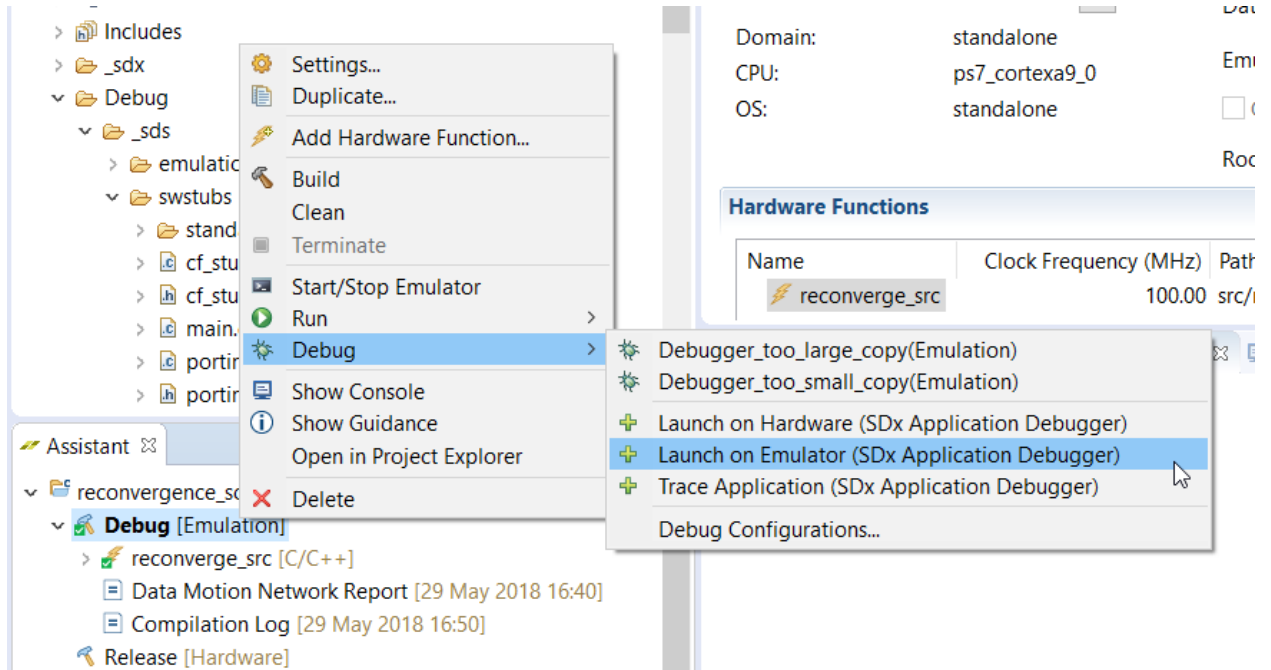 Includes
_sdx
Debug
_sds
emulatic
swstubs
stand
cf_stu
cf_stu
main.
portir
portir
Settings...
Duplicate...
Add Hardware Function...
Build
Clean
Terminate
Start/Stop Emulator
Run
Debug
Show Console
Show Guidance
Open in Project Explorer
Delete
Debugger_too_large_copy(Emulation)
Debugger_too_small_copy(Emulation)
Launch on Hardware (SDx Application Debugger)
Launch on Emulator (SDx Application Debugger)
Trace Application (SDx Application Debugger)
Debug Configurations...
Domain: standalone
CPU: ps7_cortexa9_0
OS: standalone
Roo
Hardware Functions
Name Clock Frequency (MHz) Path
reconverge_src 100.00 src/
Assistant
reconvergence_sc
Debug [Emulation]
reconverge_src [C/C++]
Data Motion Network Report [29 May 2018 16:40]
Compilation Log [29 May 2018 16:50]
Release [Hardware]